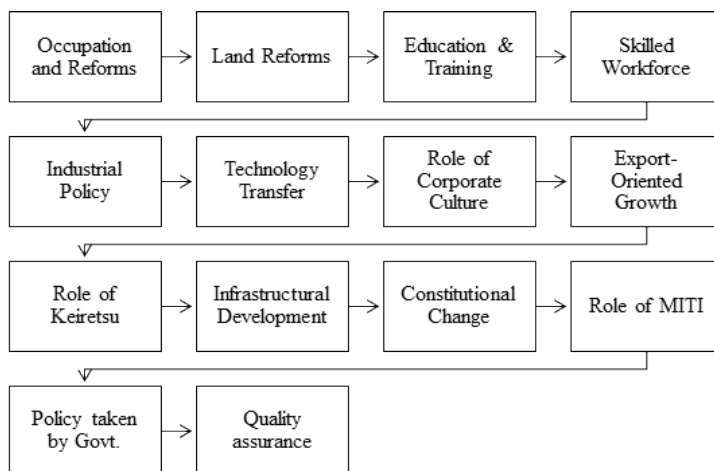 Occupation
and Reforms
Land Reforms
Education &
Training
Skilled
Workforce
Industrial
Policy
Technology
Transfer
Role of
Corporate
Culture
Export-
Oriented
Growth
Role of
Keiretsu
Infrastructural
Development
Constitutional
Change
Role of MITI
Policy taken
by Govt.
Quality
assurance